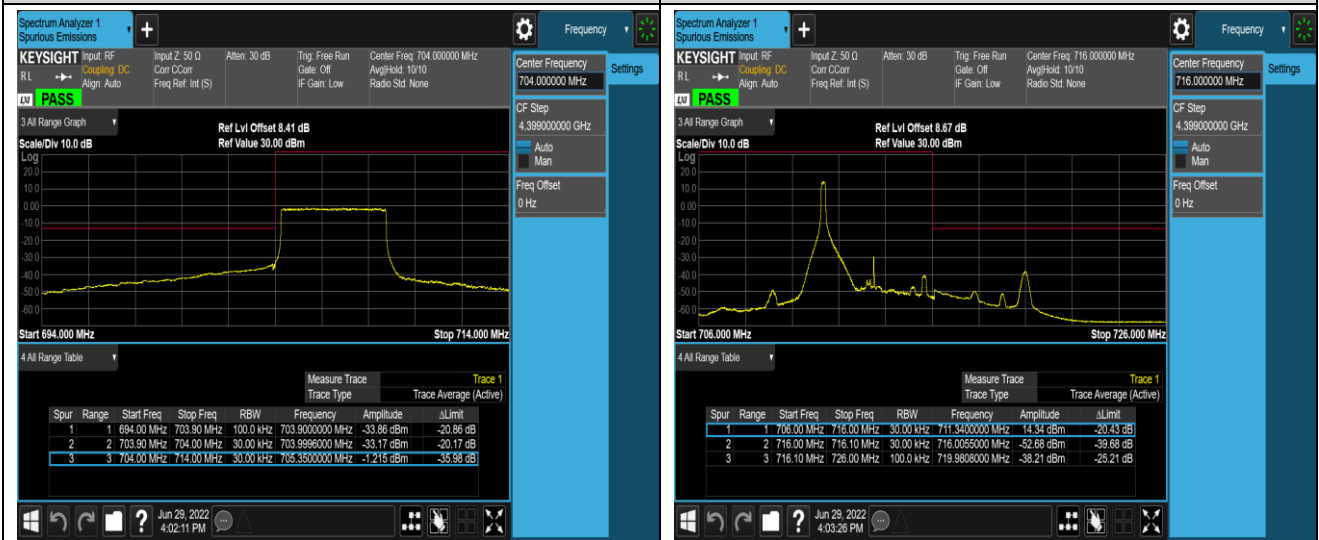 Spectrum Analyzer 1
Spurious Emissions
+
Frequency
KEYSIGHT Input: RF Input Z: 50 Ω Atten: 30 dB Trig: Free Run Center Freq: 704.000000 MHz
Coupling: DC Corr CCorr Gate: Off Avg|Hold: 10/10
R L Align: Auto Freq Ref: Int (S) IF Gain: Low Radio Std: None
LXI PASS
3 All Range Graph
Ref Lvl Offset 8.41 dB
Scale/Div 10.0 dB Ref Value 30.00 dBm
Log
20.0
10.0
0.00
-10.0
-20.0
-30.0
-40.0
-50.0
-60.0
Start 694.000 MHz Stop 714.000 MHz
4 All Range Table
Measure Trace Trace 1
Trace Type Trace Average (Active)
Spur Range Start Freq Stop Freq RBW Frequency Amplitude ΔLimit
1 1 694.00 MHz 703.90 MHz 100.0 kHz 703.9000000 MHz -33.86 dBm -20.86 dB
2 2 703.90 MHz 704.00 MHz 30.00 kHz 703.9996000 MHz -33.17 dBm -20.17 dB
3 3 704.00 MHz 714.00 MHz 30.00 kHz 705.3500000 MHz -1.215 dBm -35.98 dB
Center Frequency
704.000000 MHz
Settings
CF Step
4.399000000 GHz
Auto
Man
Freq Offset
0 Hz
?
Jun 29, 2022
4:02:11 PM
Spectrum Analyzer 1
Spurious Emissions
+
Frequency
KEYSIGHT Input: RF Input Z: 50 Ω Atten: 30 dB Trig: Free Run Center Freq: 716.000000 MHz
Coupling: DC Corr CCorr Gate: Off Avg|Hold: 10/10
R L Align: Auto Freq Ref: Int (S) IF Gain: Low Radio Std: None
LXI PASS
3 All Range Graph
Ref Lvl Offset 8.67 dB
Scale/Div 10.0 dB Ref Value 30.00 dBm
Log
20.0
10.0
0.00
-10.0
-20.0
-30.0
-40.0
-50.0
-60.0
Start 706.000 MHz Stop 726.000 MHz
4 All Range Table
Measure Trace Trace 1
Trace Type Trace Average (Active)
Spur Range Start Freq Stop Freq RBW Frequency Amplitude ΔLimit
1 1 706.00 MHz 716.00 MHz 30.00 kHz 711.3400000 MHz 14.34 dBm -20.43 dB
2 2 716.00 MHz 716.10 MHz 30.00 kHz 716.0055000 MHz -52.68 dBm -39.68 dB
3 3 716.10 MHz 726.00 MHz 100.0 kHz 719.9808000 MHz -38.21 dBm -25.21 dB
Center Frequency
716.000000 MHz
Settings
CF Step
4.399000000 GHz
Auto
Man
Freq Offset
0 Hz
?
Jun 29, 2022
4:03:26 PM